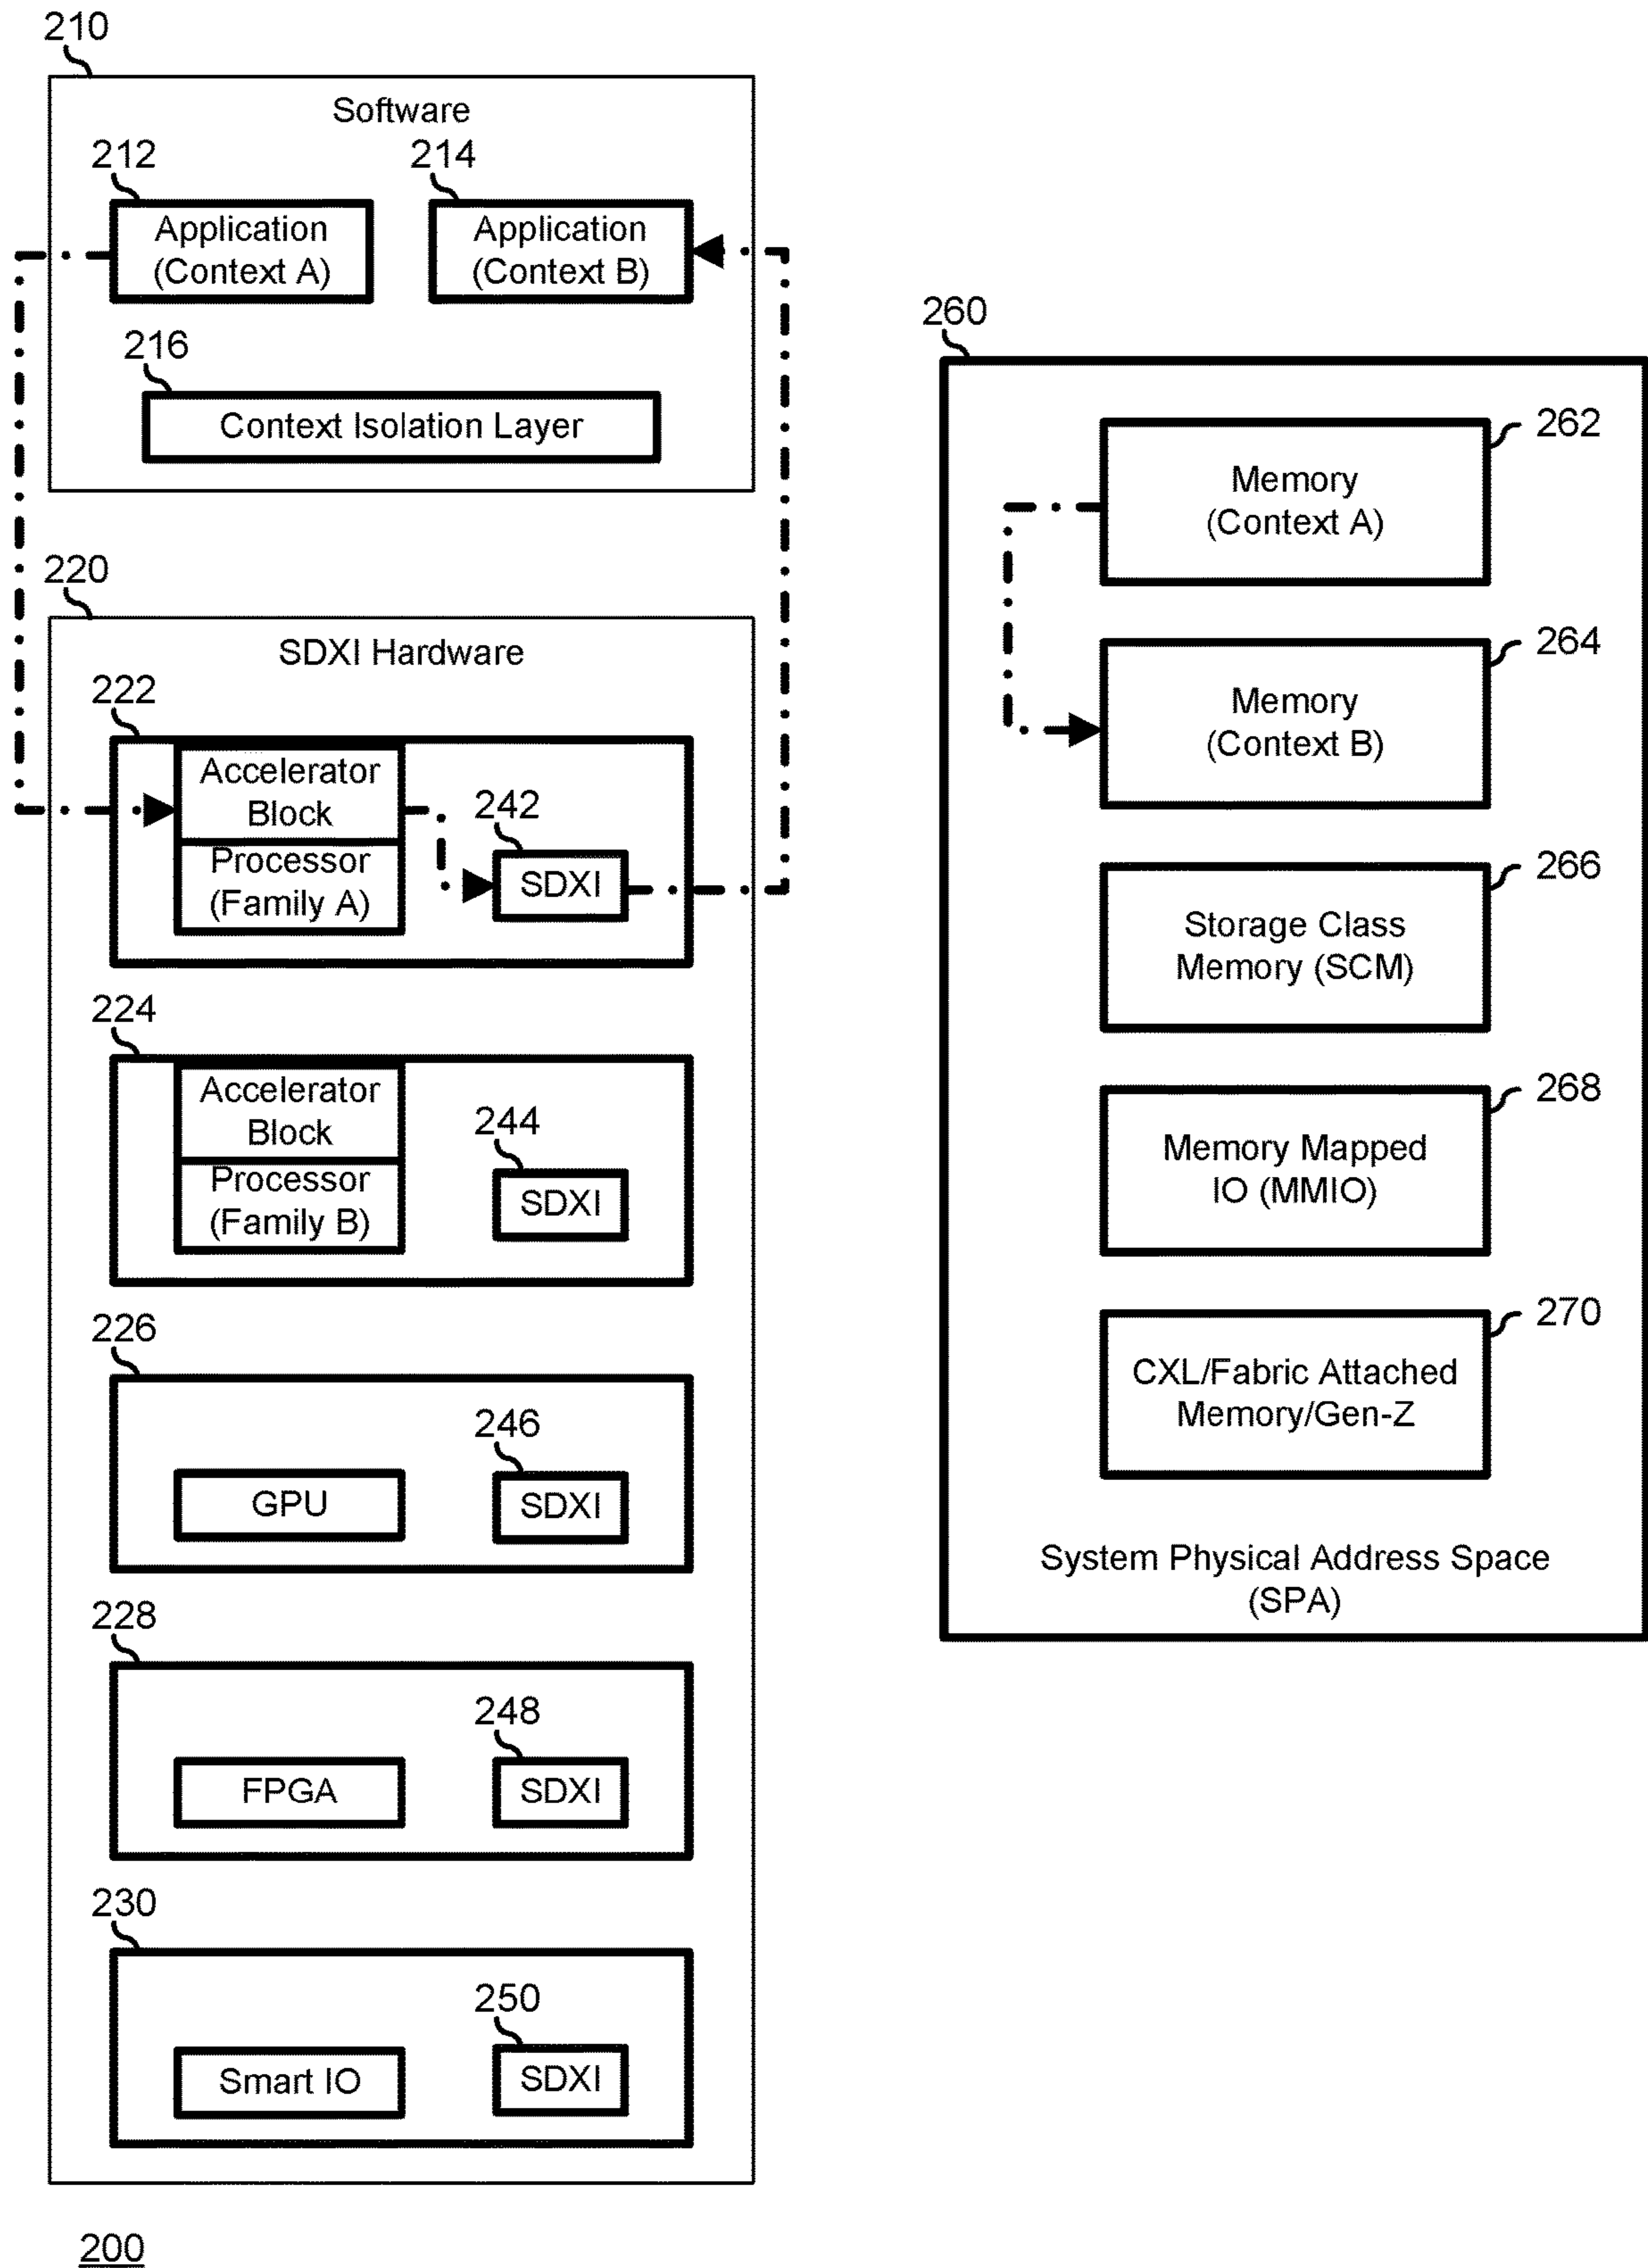 210
Software
212
214
Application
(Context A)
Application
(Context B)
216
Context Isolation Layer
220
SDXI Hardware
222
Accelerator
Block
Processor
(Family A)
242
SDXI
224
Accelerator
Block
Processor
(Family B)
244
SDXI
226
GPU
246
SDXI
228
FPGA
248
SDXI
230
Smart IO
250
SDXI
260
Memory
(Context A)
262
Memory
(Context B)
264
Storage Class
Memory (SCM)
266
Memory Mapped
IO (MMIO)
268
CXL/Fabric Attached
Memory/Gen-Z
270
System Physical Address Space
(SPA)
200